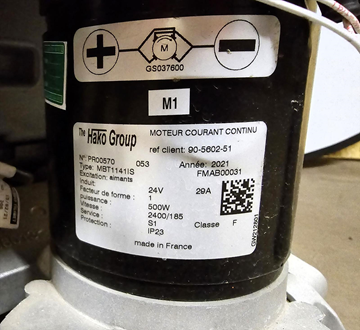 + M −
GS037600
M1
The Hako Group MOTEUR COURANT CONTINU
ref client: 90-5602-51
N° PR00570 053 Année: 2021
Type: MBT1141IS FMAB00031
Excitation: aimants
Induit: 24V 29A
Facteur de forme : 1
puissance : 500W
Vitesse : 2400/185
Service : S1 Classe F
Protection : IP23
made in France